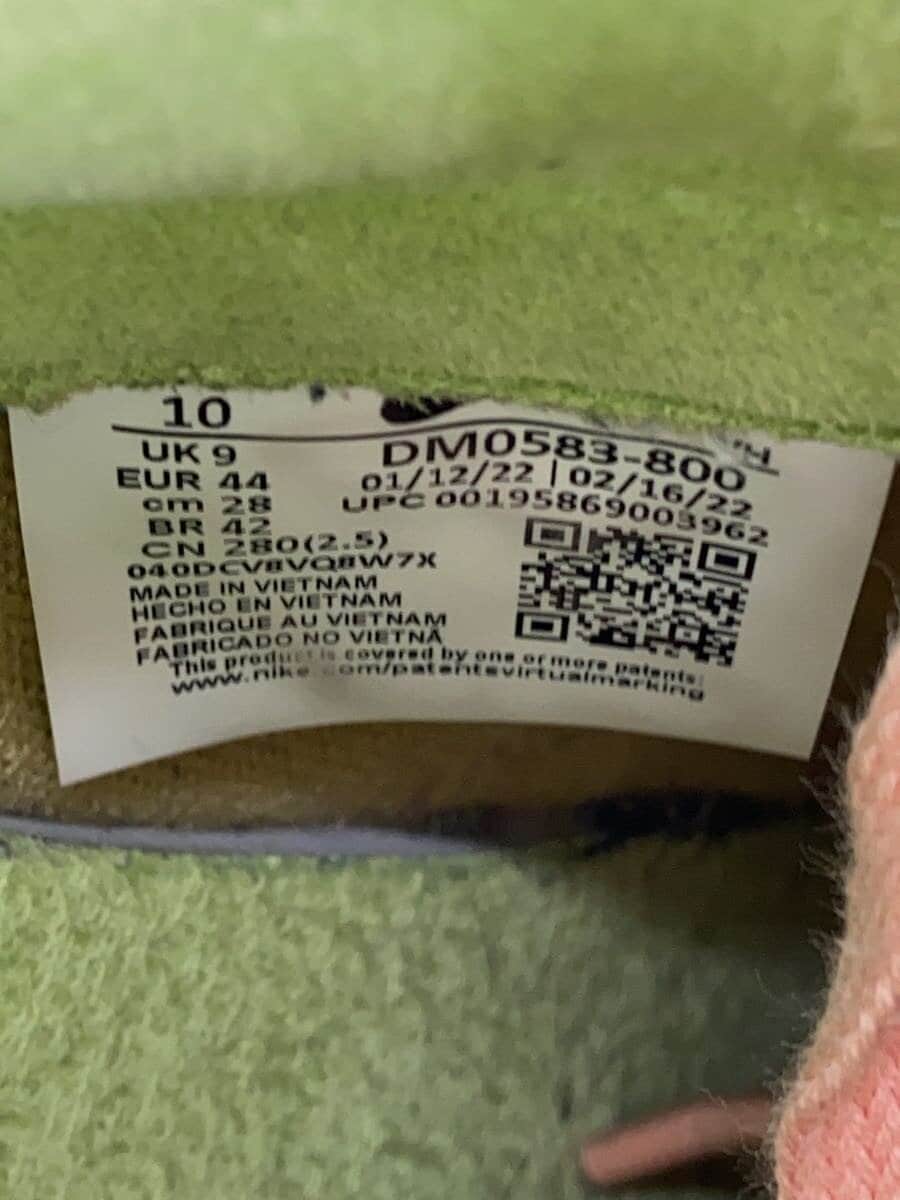 10
UK 9
EUR 44
cm 28
BR 42
CN 280(2.5)
040DCV8VQ8W7X
MADE IN VIETNAM
HECHO EN VIETNAM
FABRIQUE AU VIETNAM
FABRICADO NO VIETNÃ
This product is covered by one or more patents:
www.nike.com/patentsvirtualmarking
DM0583-800
01/12/22 | 02/16/22
UPC 00195869003962